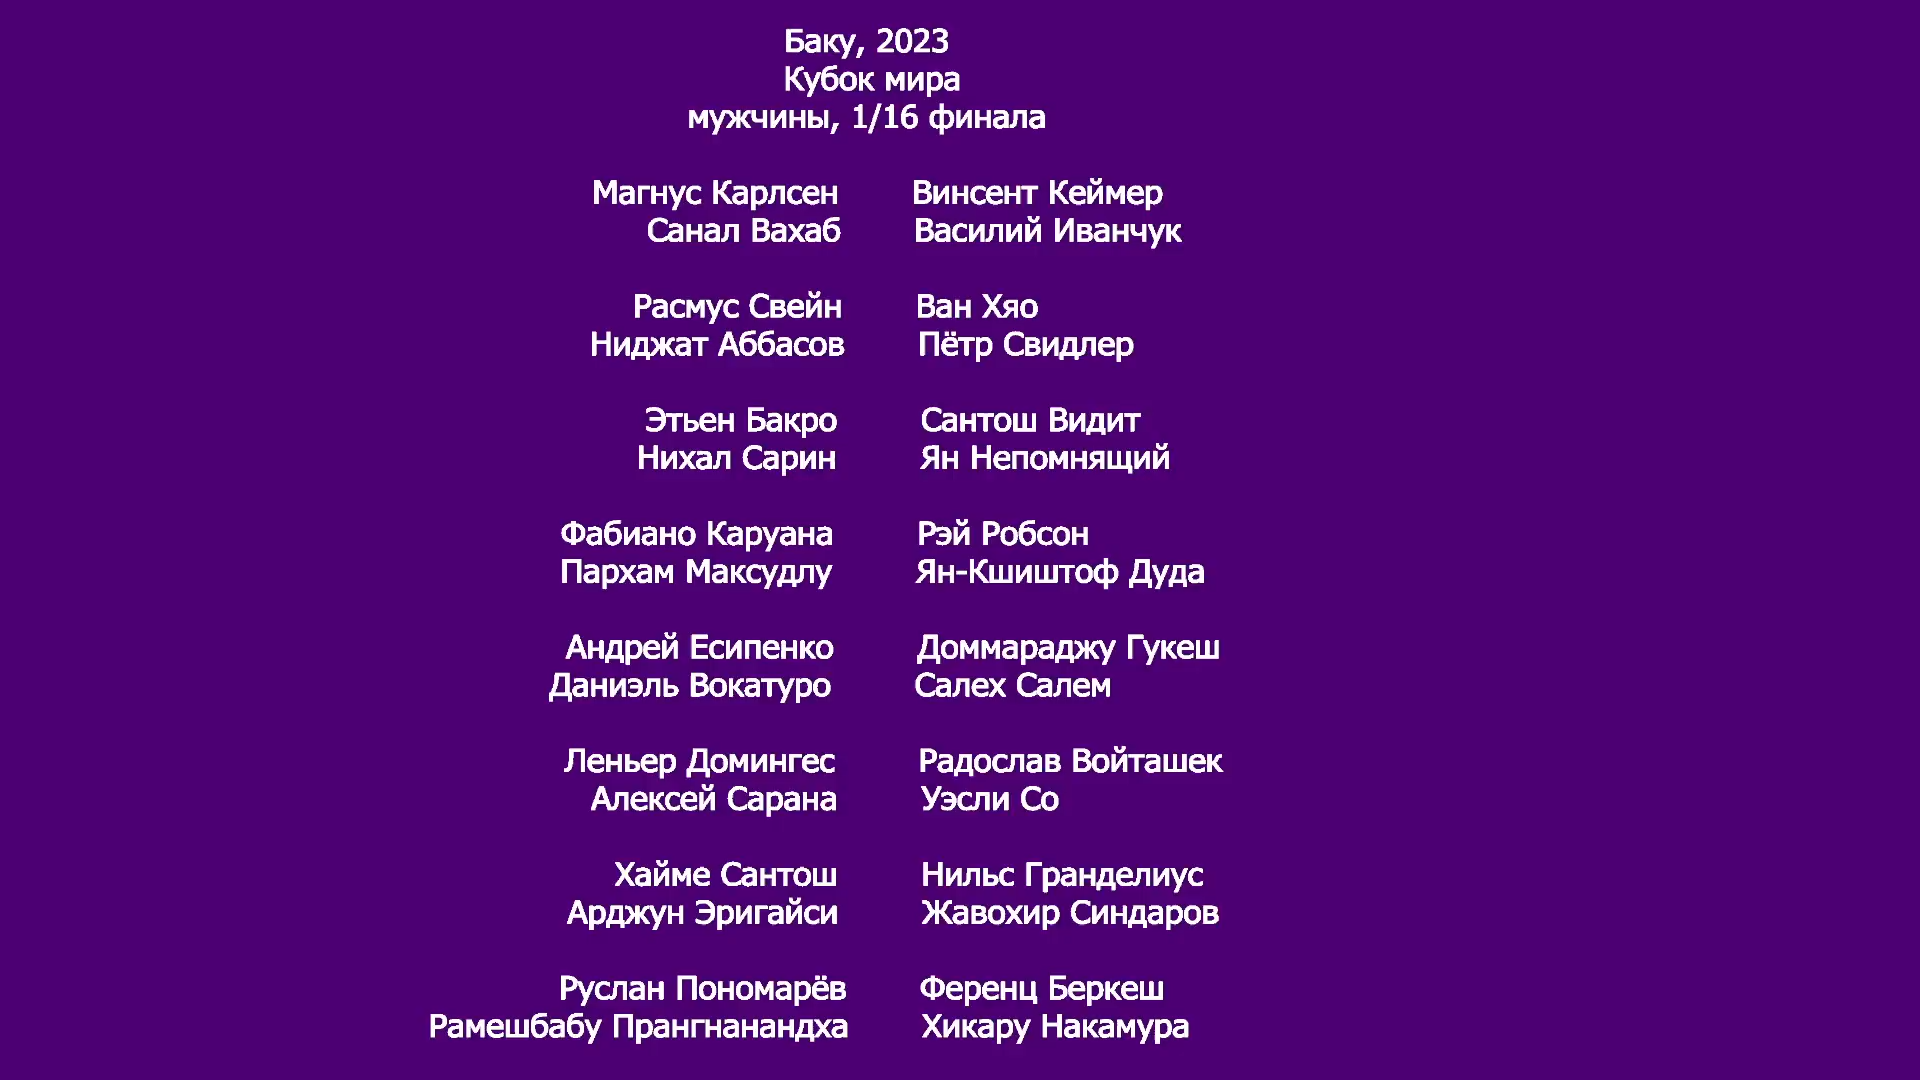 Баку, 2023
Кубок мира
мужчины, 1/16 финала
Магнус Карлсен Винсент Кеймер
Санал Вахаб Василий Иванчук
Расмус Свейн Ван Хяо
Ниджат Аббасов Пётр Свидлер
Этьен Бакро Сантош Видит
Нихал Сарин Ян Непомнящий
Фабиано Каруана Рэй Робсон
Пархам Максудлу Ян-Кшиштоф Дуда
Андрей Есипенко Доммараджу Гукеш
Даниэль Вокатуро Салех Салем
Леньер Домингес Радослав Войташек
Алексей Сарана Уэсли Со
Хайме Сантош Нильс Гранделиус
Арджун Эригайси Жавохир Синдаров
Руслан Пономарёв Ференц Беркеш
Рамешбабу Прангнанандха Хикару Накамура